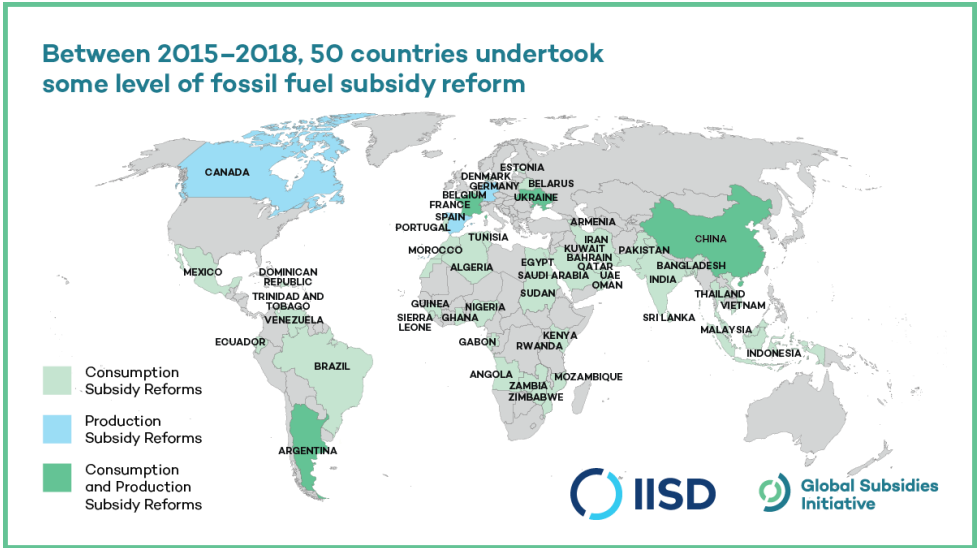 Between 2015–2018, 50 countries undertook
some level of fossil fuel subsidy reform
CANADA
ESTONIA
DENMARK
GERMANY
BELARUS
BELGIUM
UKRAINE
FRANCE
SPAIN
PORTUGAL
ARMENIA
TUNISIA
CHINA
IRAN
MOROCCO
KUWAIT
PAKISTAN
BAHRAIN
EGYPT
ALGERIA
QATAR
BANGLADESH
MEXICO
DOMINICAN
REPUBLIC
SAUDI ARABIA
UAE
INDIA
OMAN
SUDAN
THAILAND
TRINIDAD AND
TOBAGO
GUINEA
NIGERIA
VIETNAM
VENEZUELA
SIERRA
LEONE
GHANA
SRI LANKA
MALAYSIA
ECUADOR
GABON
KENYA
RWANDA
INDONESIA
BRAZIL
ANGOLA
MOZAMBIQUE
ZAMBIA
ZIMBABWE
ARGENTINA
Consumption
Subsidy Reforms
Production
Subsidy Reforms
Consumption
and Production
Subsidy Reforms
IISD
Global Subsidies
Initiative